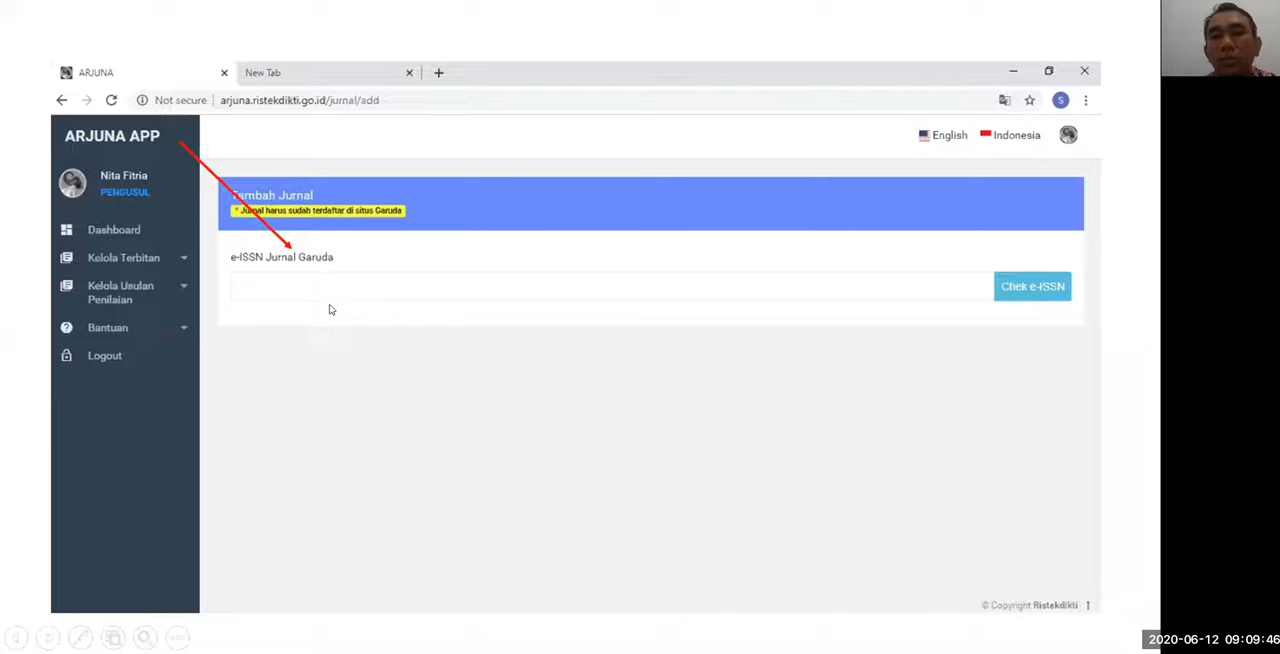 ARJUNA
New Tab
Not secure
arjuna.ristekdikti.go.id/jurnal/add
S
ARJUNA APP
English
Indonesia
Nita Fitria
PENGUSUL
Dashboard
Kelola Terbitan
Kelola Usulan
Penilaian
Bantuan
Logout
Tambah Jurnal
* Jurnal harus sudah terdaftar di situs Garuda
e-ISSN Jurnal Garuda
Chek e-ISSN
© Copyright Ristekdikti
2020-06-12 09:09:46